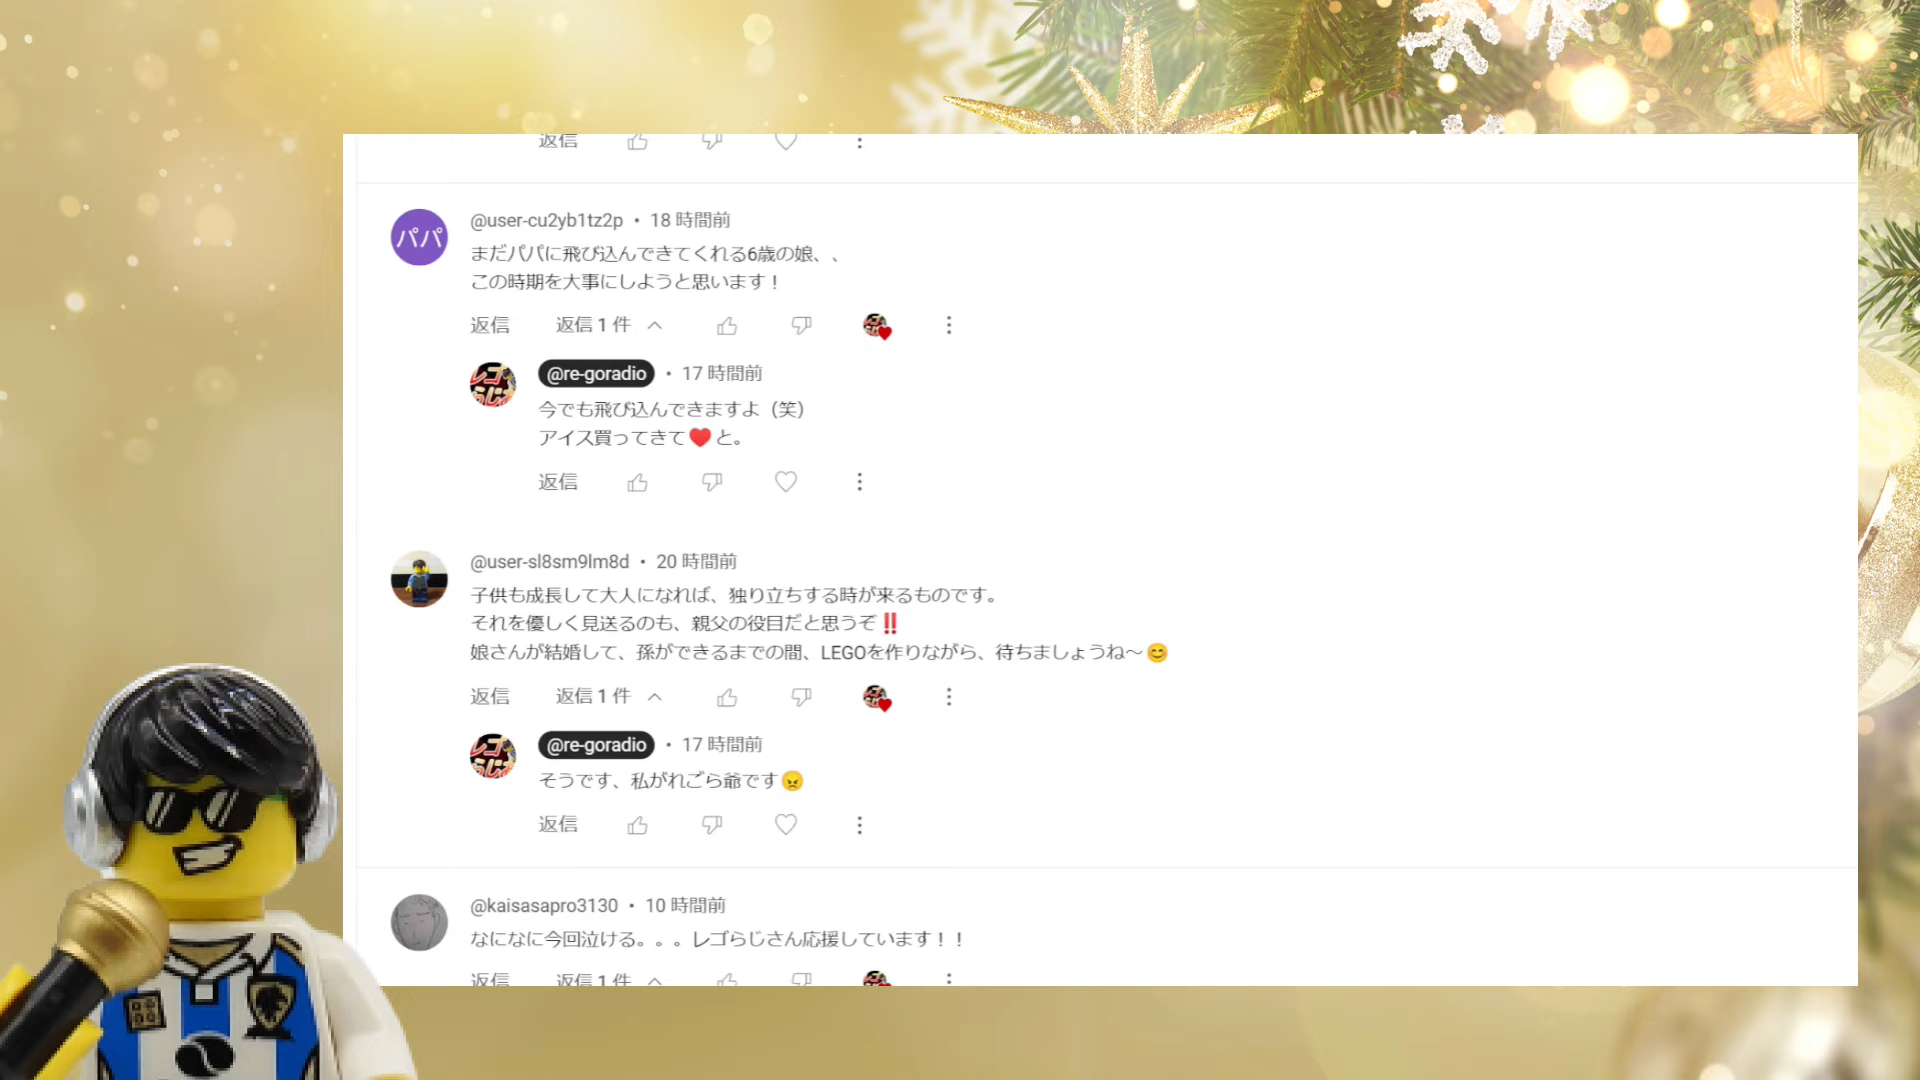 返信
パパ
@user-cu2yb1tz2p • 18 時間前
まだパパに飛び込んできてくれる6歳の娘、、
この時期を大事にしようと思います！
返信 返信 1 件
@re-goradio • 17 時間前
今でも飛び込んできますよ（笑）
アイス買ってきて❤️と。
返信
@user-sl8sm9lm8d • 20 時間前
子供も成長して大人になれば、独り立ちする時が来るものです。
それを優しく見送るのも、親父の役目だと思うぞ‼️
娘さんが結婚して、孫ができるまでの間、LEGOを作りながら、待ちましょうね〜😊
返信 返信 1 件
@re-goradio • 17 時間前
そうです、私がれごら爺です😠
返信
@kaisasapro3130 • 10 時間前
なになに今回泣ける。。。レゴらじさん応援しています！！
返信 返信 1 件